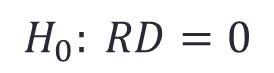 H₀: RD = 0